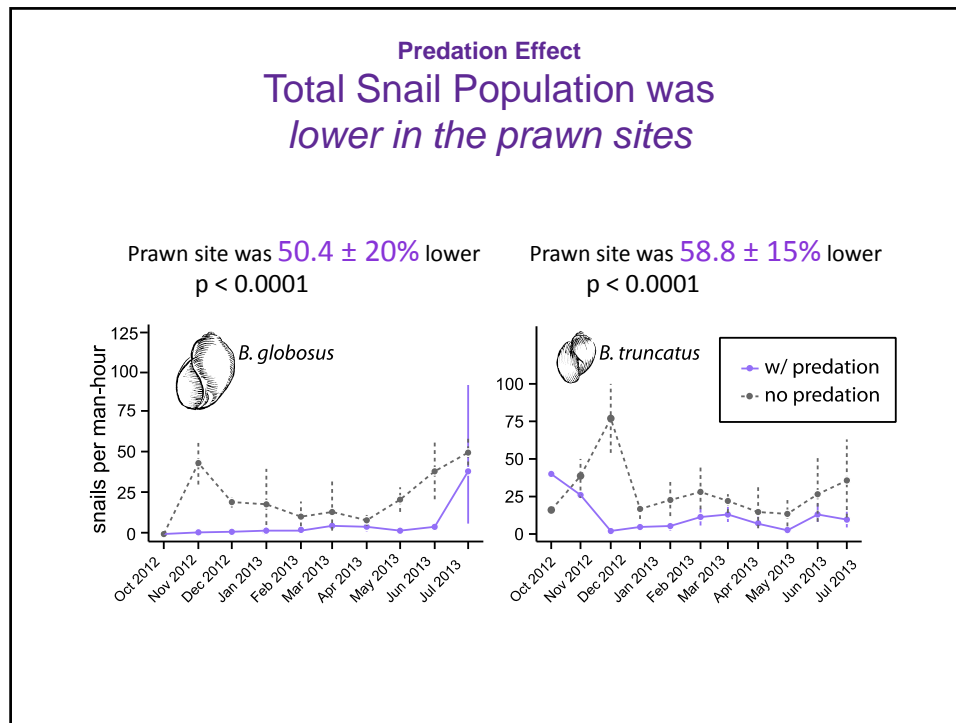 Predation Effect
Total Snail Population was
lower in the prawn sites
Prawn site was 50.4 ± 20% lower
p < 0.0001
Prawn site was 58.8 ± 15% lower
p < 0.0001
snails per man-hour
125
100
75
50
25
0
B. globosus
Oct 2012
Nov 2012
Dec 2012
Jan 2013
Feb 2013
Mar 2013
Apr 2013
May 2013
Jun 2013
Jul 2013
100
75
50
25
0
B. truncatus
w/ predation
no predation
Oct 2012
Nov 2012
Dec 2012
Jan 2013
Feb 2013
Mar 2013
Apr 2013
May 2013
Jun 2013
Jul 2013